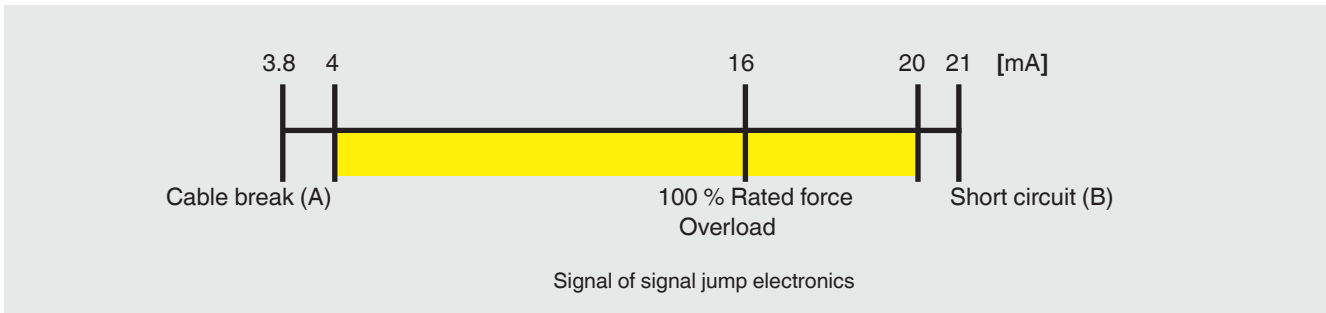 3.8 4 16 20 21 [mA]
Cable break (A) 100 % Rated force Short circuit (B)
Overload
Signal of signal jump electronics